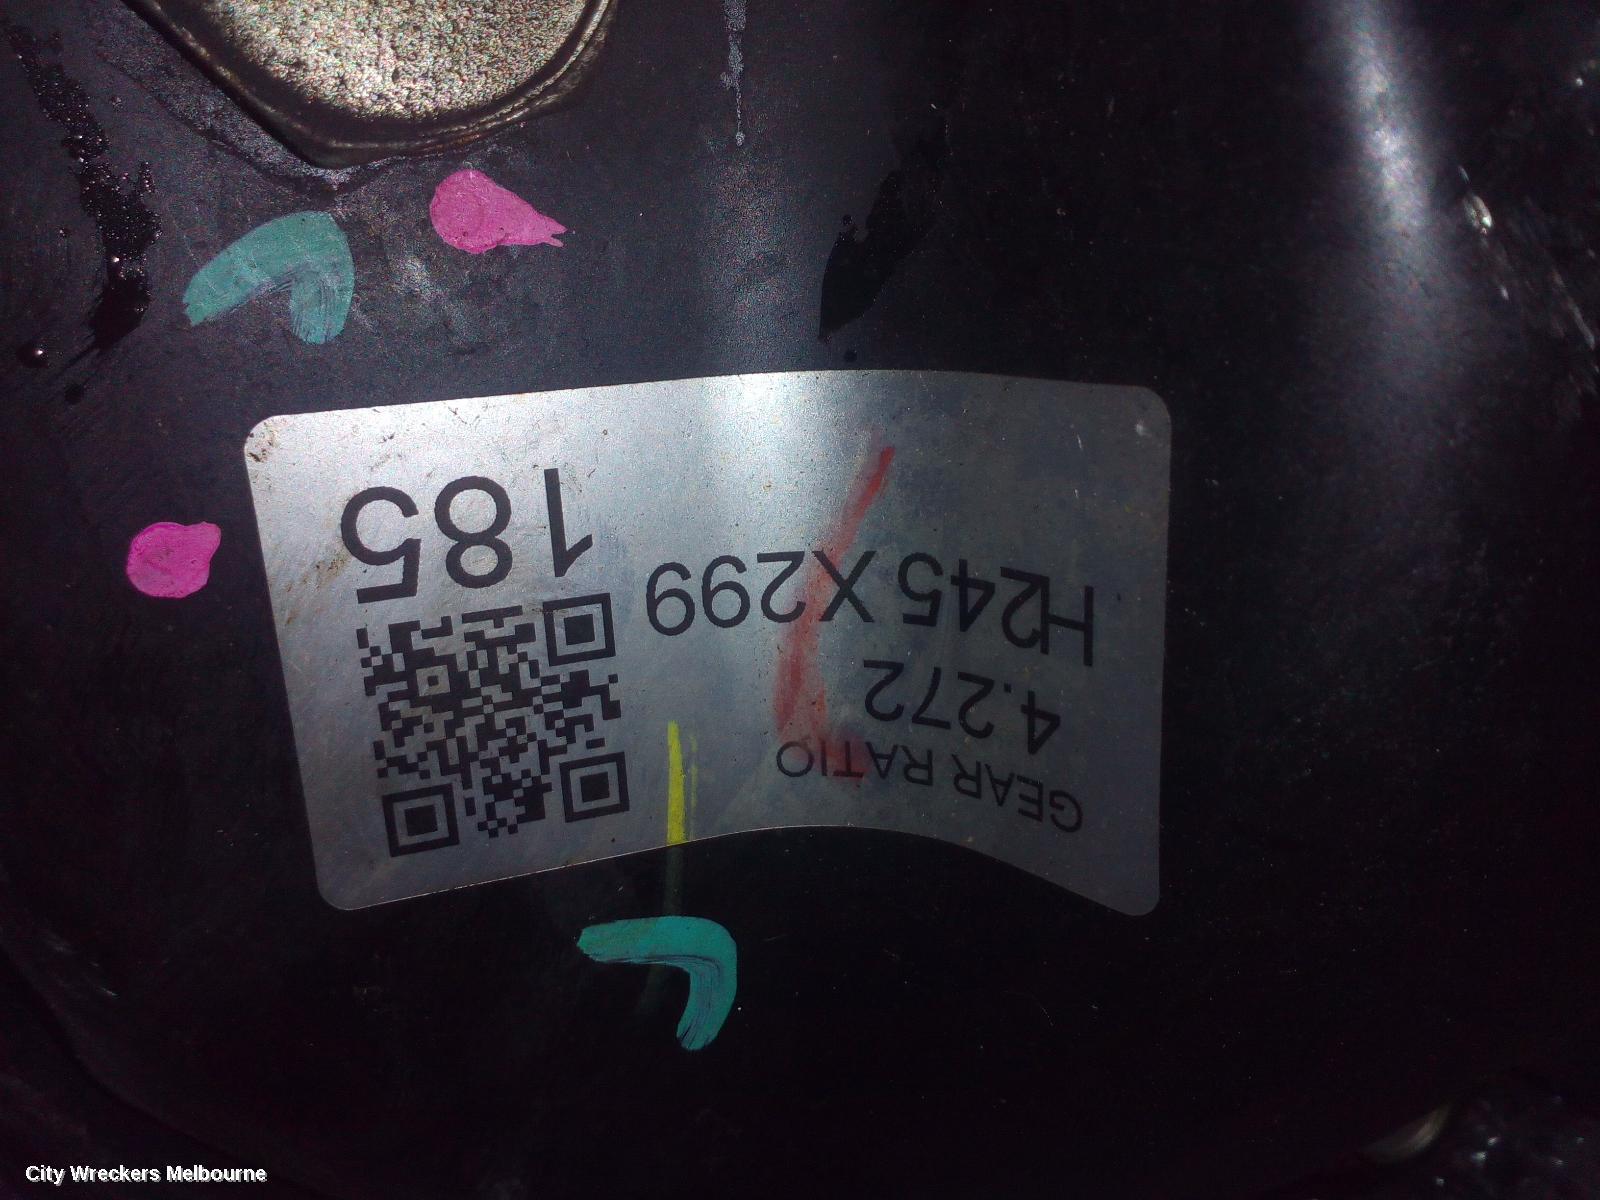 GEAR RATIO
4.272
H245 X299
185
City Wreckers Melbourne